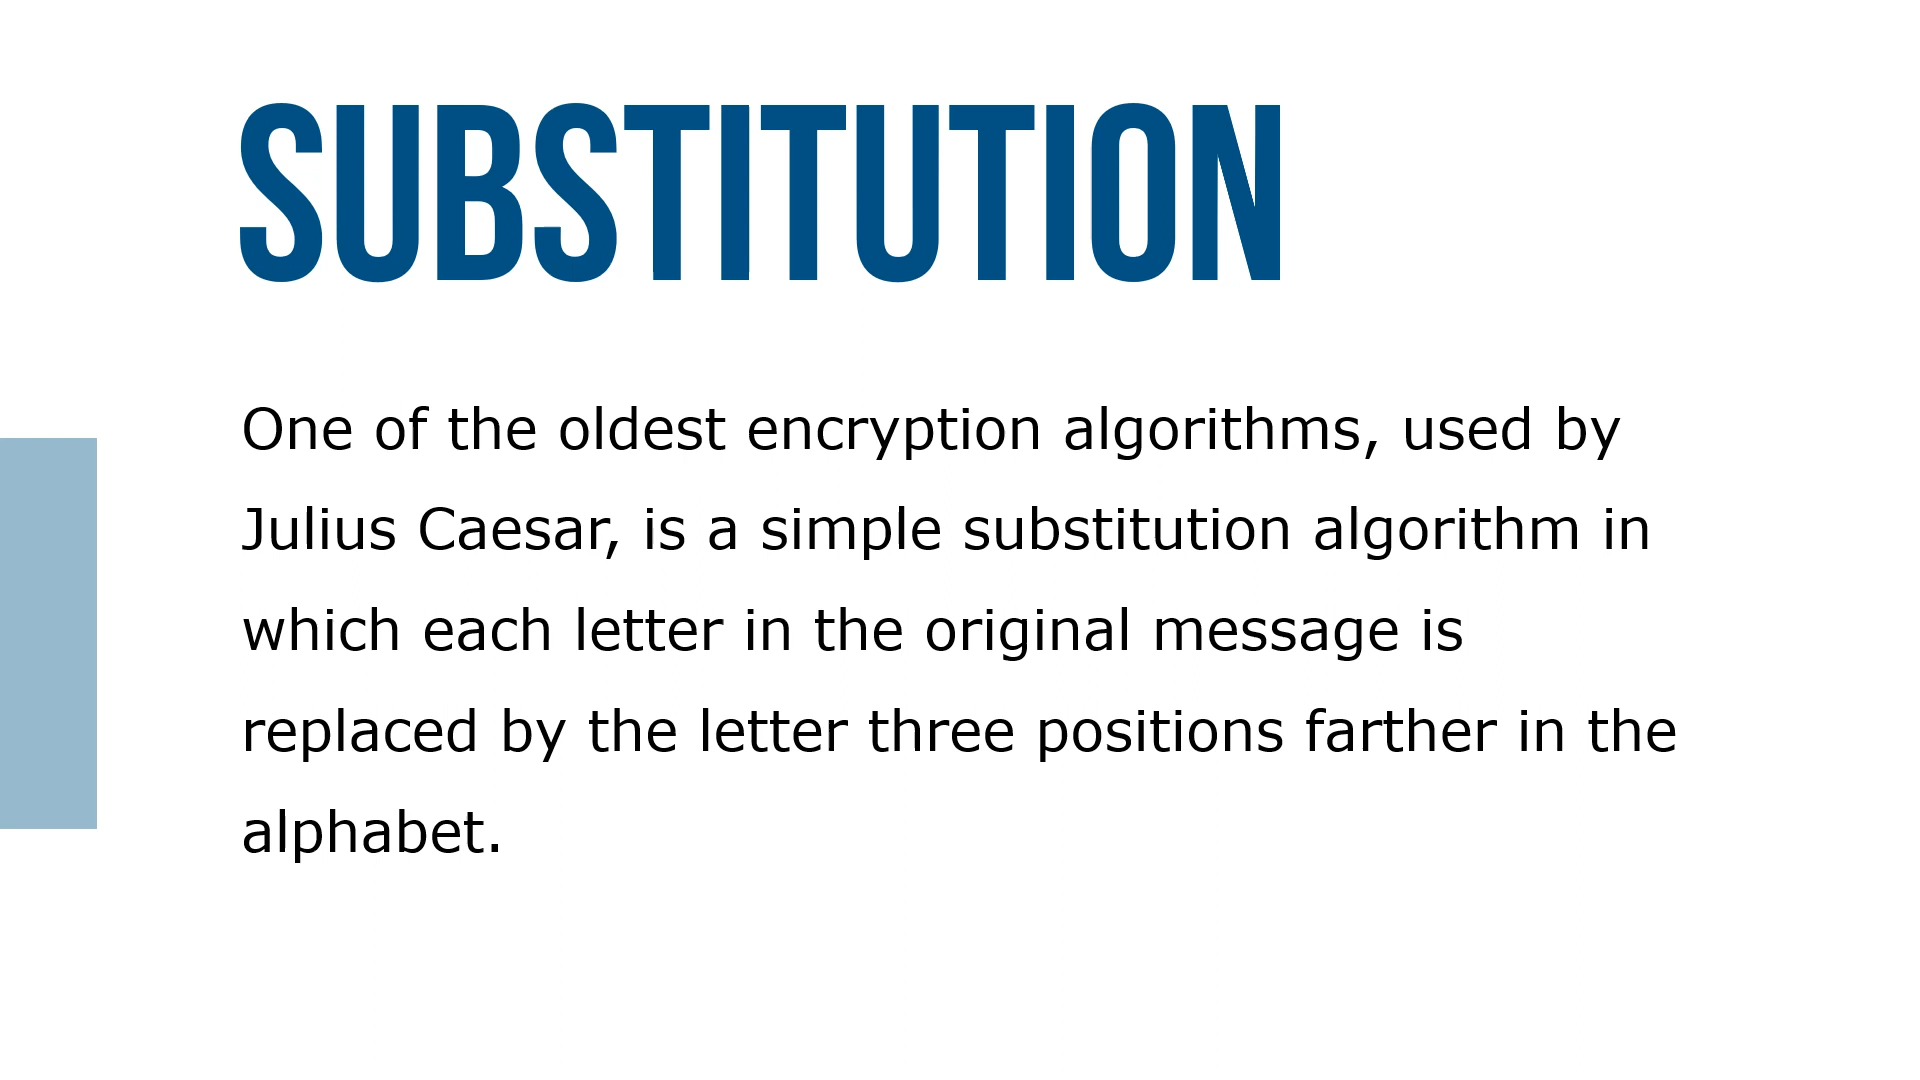 SUBSTITUTION
One of the oldest encryption algorithms, used by
Julius Caesar, is a simple substitution algorithm in
which each letter in the original message is
replaced by the letter three positions farther in the
alphabet.